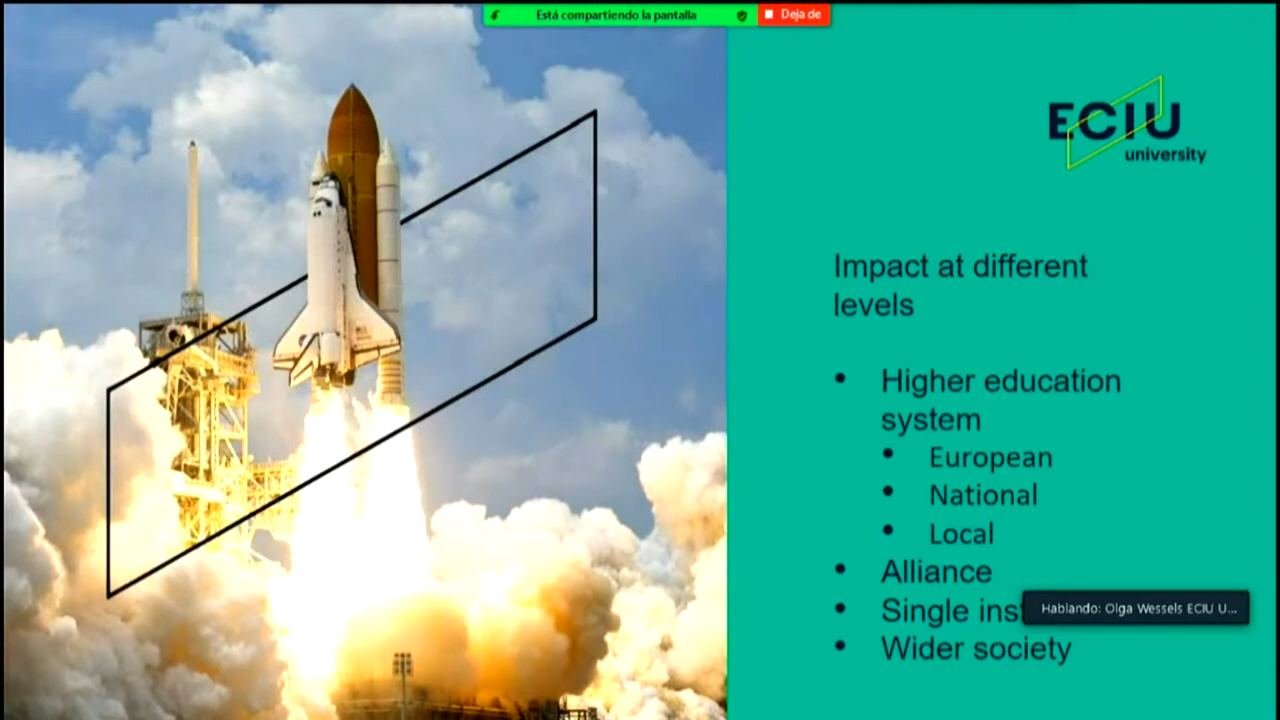 Está compartiendo la pantalla
Deja de
ECIU
university
Impact at different
levels
• Higher education
system
• European
• National
• Local
• Alliance
• Single
• Wider society
Hablando: Olga Wessels ECIU U...